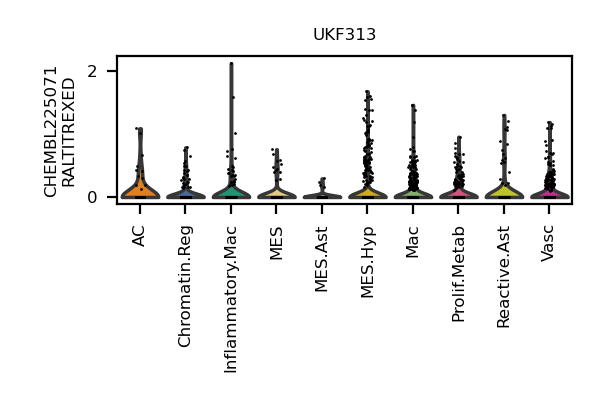 UKF313
CHEMBL225071
RALTITREXED
2
0
AC
Chromatin.Reg
Inflammatory.Mac
MES
MES.Ast
MES.Hyp
Mac
Prolif.Metab
Reactive.Ast
Vasc